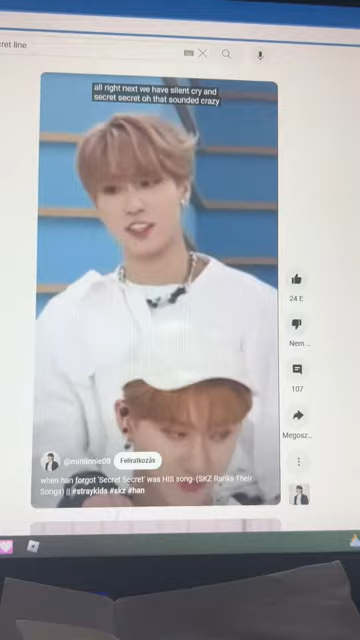 cret line
all right next we have silent cry and
secret secret oh that sounded crazy
24 E
Nem ...
107
Megosz...
@miniinnie08 Feliratkozás
when han forgot 'Secret Secret' was HIS song- (SKZ Ranks Their
Songs) || #straykids #skz #han